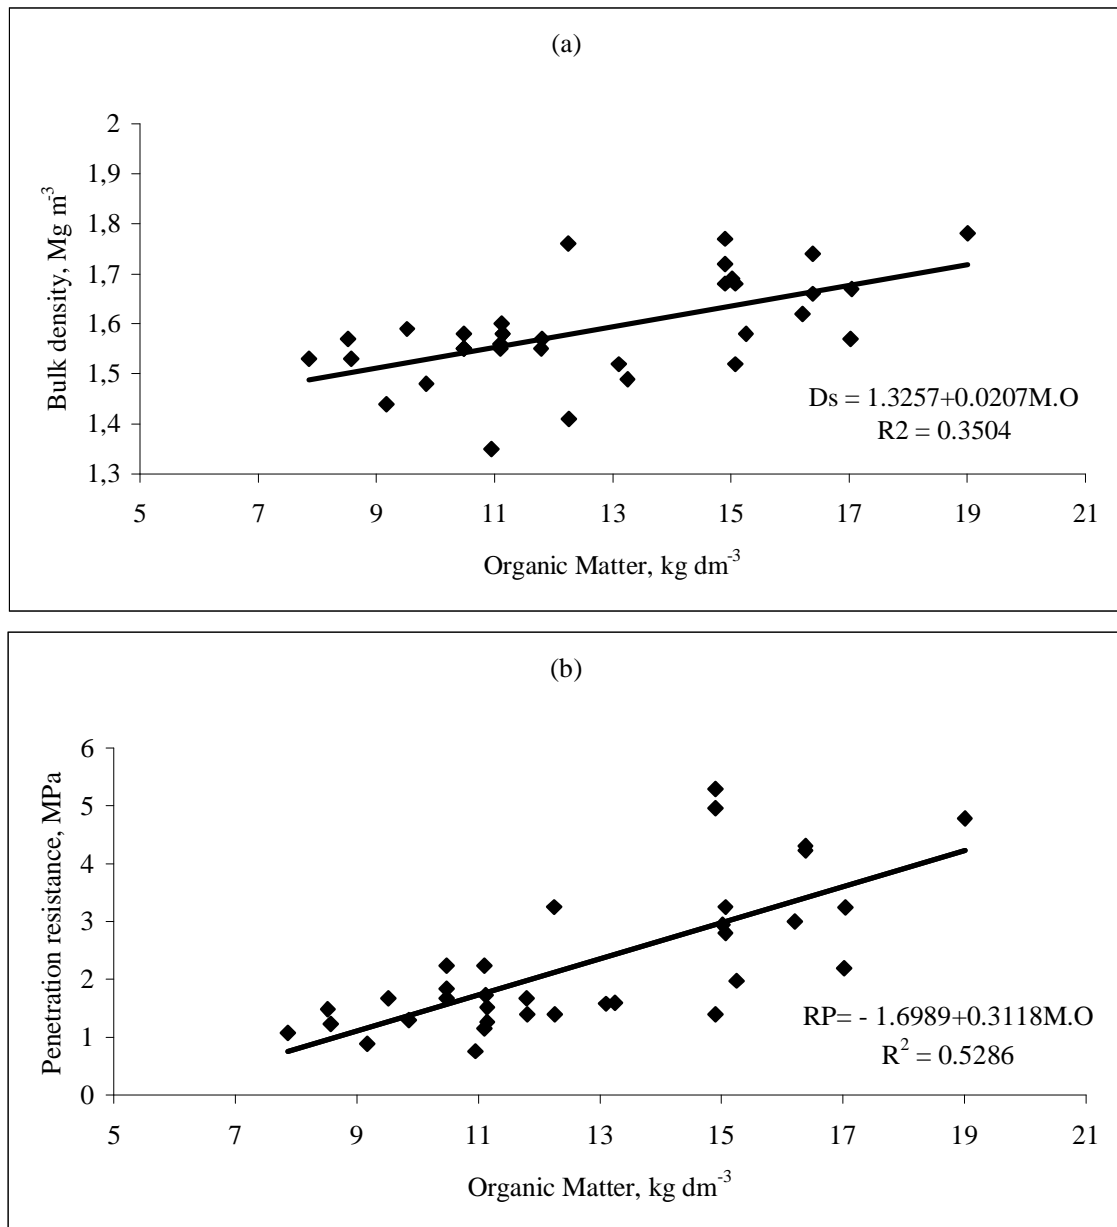 (a)
2
1,9
1,8
1,7
1,6
1,5
1,4
1,3
Bulk density, Mg m-3
Ds = 1.3257+0.0207M.O
R2 = 0.3504
5 7 9 11 13 15 17 19 21
Organic Matter, kg dm-3
(b)
6
5
4
3
2
1
0
Penetration resistance, MPa
RP= - 1.6989+0.3118M.O
R2 = 0.5286
5 7 9 11 13 15 17 19 21
Organic Matter, kg dm-3